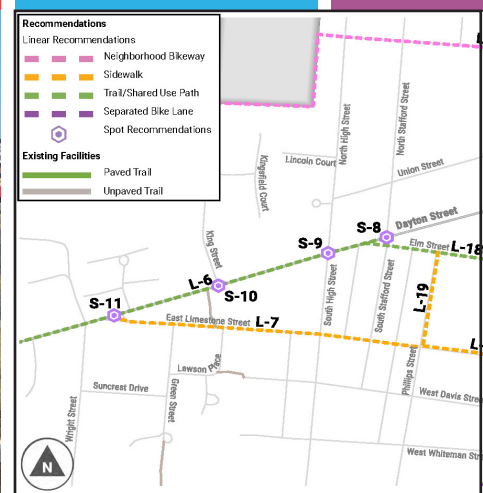 Recommendations
Linear Recommendations
Neighborhood Bikeway
Sidewalk
Trail/Shared Use Path
Separated Bike Lane
Spot Recommendations
Existing Facilities
Paved Trail
Unpaved Trail
Lincoln Court
Kingsfield Court
North High Street
North Stafford Street
Union Street
Dayton Street
S-8
S-9
Elm Street
L-18
King Street
L-6
S-10
S-11
East Limestone Street
L-7
South High Street
South Stafford Street
L-19
Phillips Street
Lawson Place
Suncrest Drive
Green Street
Wright Street
West Davis Stre
West Whiteman Str
N